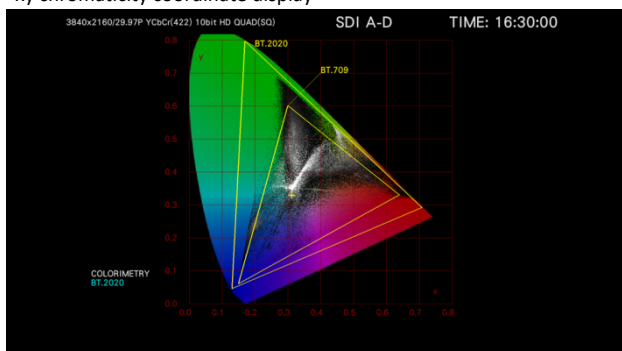 xy chromaticity coordinate display
3840x2160/29.97P YCbCr(422) 10bit HD QUAD(SQ) SDI A-D TIME: 16:30:00
0.8 BT.2020
y
0.7 BT.709
0.6
0.5
0.4
0.3
0.2
COLORIMETRY
0.1
BT.2020
x
0.0
0.0 0.1 0.2 0.3 0.4 0.5 0.6 0.7 0.8